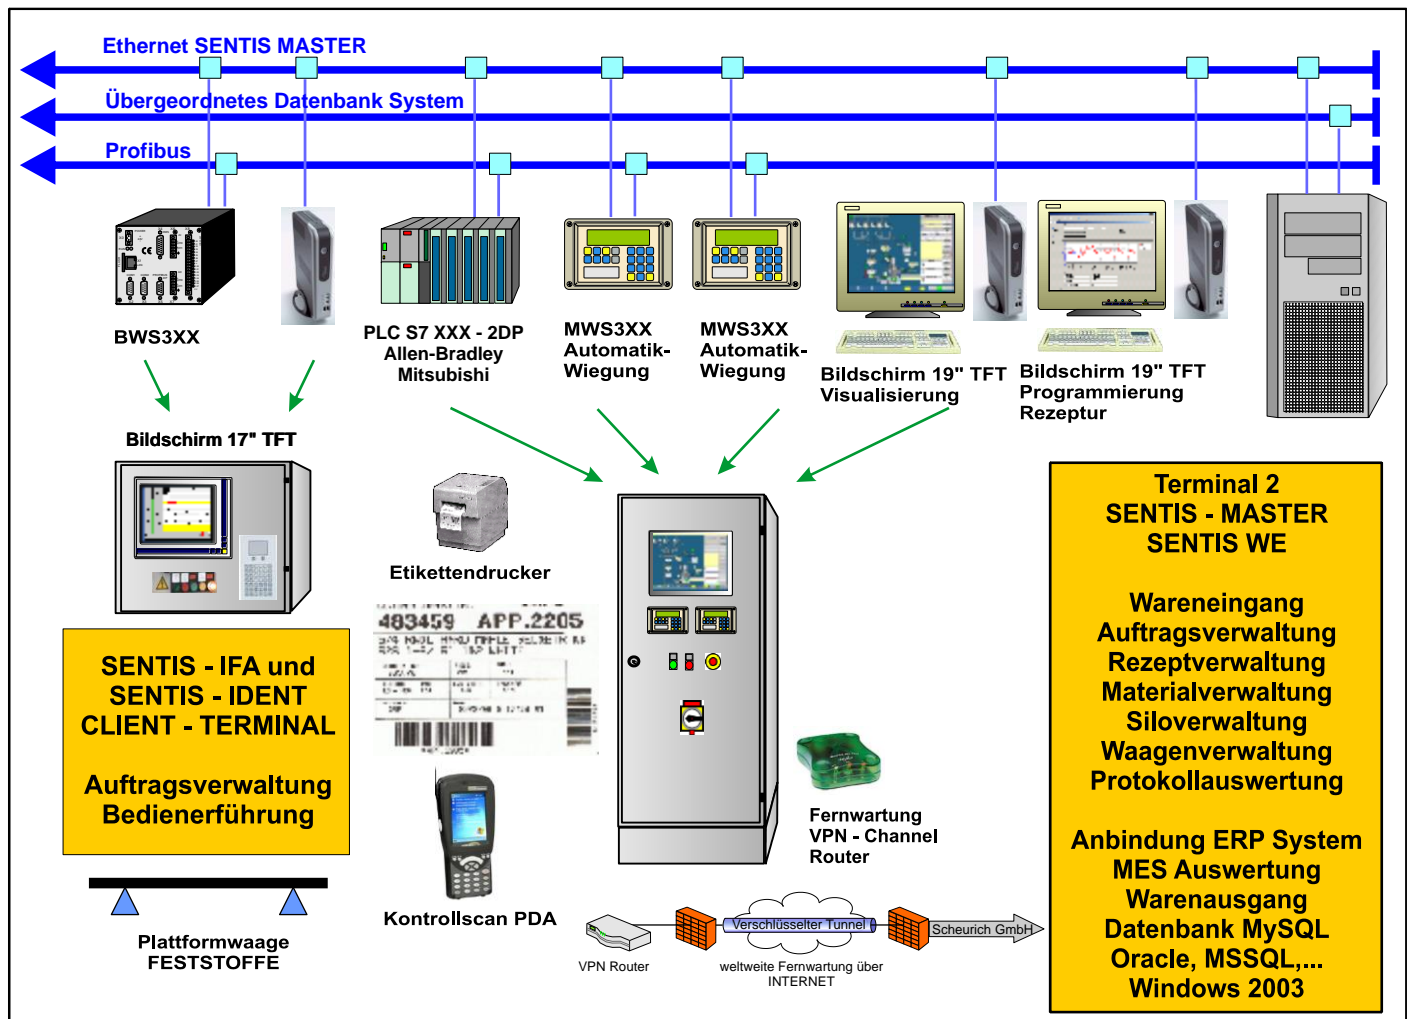 Ethernet SENTIS MASTER
Übergeordnetes Datenbank System
Profibus
BWS3XX
PLC S7 XXX - 2DP
Allen-Bradley
Mitsubishi
MWS3XX
Automatik-
Wiegung
MWS3XX
Automatik-
Wiegung
Bildschirm 19" TFT
Visualisierung
Bildschirm 19" TFT
Programmierung
Rezeptur
Bildschirm 17" TFT
Etikettendrucker
483459 APP.2205
SENTIS - IFA und
SENTIS - IDENT
CLIENT - TERMINAL
Auftragsverwaltung
Bedienerführung
Plattformwaage
FESTSTOFFE
Kontrollscan PDA
Fernwartung
VPN - Channel
Router
VPN Router
Verschlüsselter Tunnel
weltweite Fernwartung über
INTERNET
Scheurich GmbH
Terminal 2
SENTIS - MASTER
SENTIS WE
Wareneingang
Auftragsverwaltung
Rezeptverwaltung
Materialverwaltung
Siloverwaltung
Waagenverwaltung
Protokollauswertung
Anbindung ERP System
MES Auswertung
Warenausgang
Datenbank MySQL
Oracle, MSSQL,...
Windows 2003